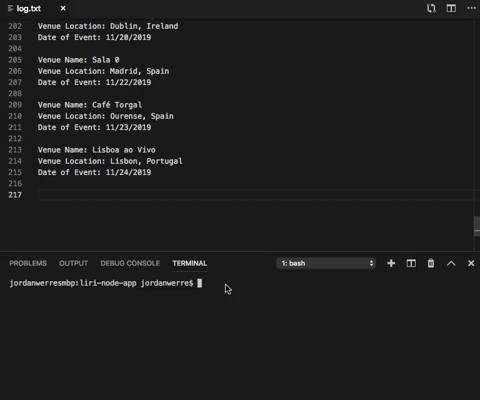 log.txt
202 Venue Location: Dublin, Ireland
203 Date of Event: 11/20/2019
204
205 Venue Name: Sala 0
206 Venue Location: Madrid, Spain
207 Date of Event: 11/22/2019
208
209 Venue Name: Café Torgal
210 Venue Location: Ourense, Spain
211 Date of Event: 11/23/2019
212
213 Venue Name: Lisboa ao Vivo
214 Venue Location: Lisbon, Portugal
215 Date of Event: 11/24/2019
216
217
PROBLEMS OUTPUT DEBUG CONSOLE TERMINAL 1: bash
jordanwerresmbp:liri-node-app jordanwerre$